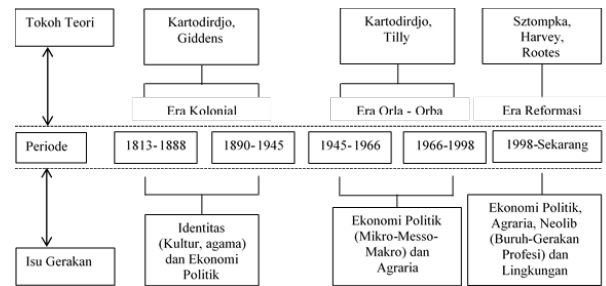 Tokoh Teori
Kartodirdjo,
Giddens
Kartodirdjo,
Tilly
Sztompka,
Harvey,
Rootes
Era Kolonial
Era Orla - Orba
Era Reformasi
Periode
1813-1888
1890-1945
1945-1966
1966-1998
1998-Sekarang
Isu Gerakan
Identitas
(Kultur, agama)
dan Ekonomi
Politik
Ekonomi Politik
(Mikro-Messo-
Makro) dan
Agraria
Ekonomi Politik,
Agraria, Neolib
(Buruh-Gerakan
Profesi) dan
Lingkungan